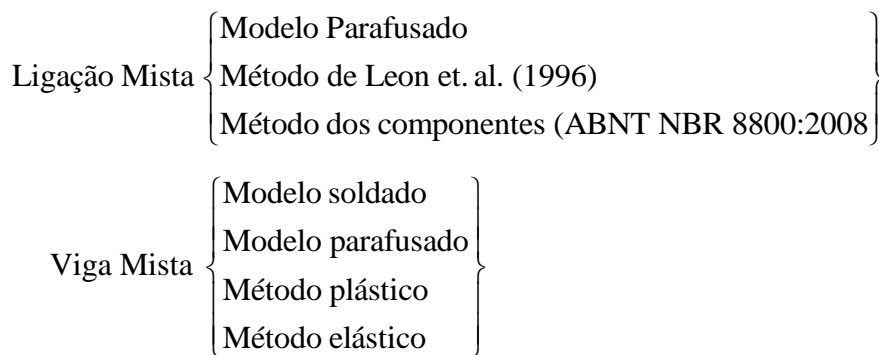 Modelo Parafusado
Ligação Mista Método de Leon et. al. (1996)
Método dos componentes (ABNT NBR 8800:2008
Modelo soldado
Modelo parafusado
Viga Mista
Método plástico
Método elástico